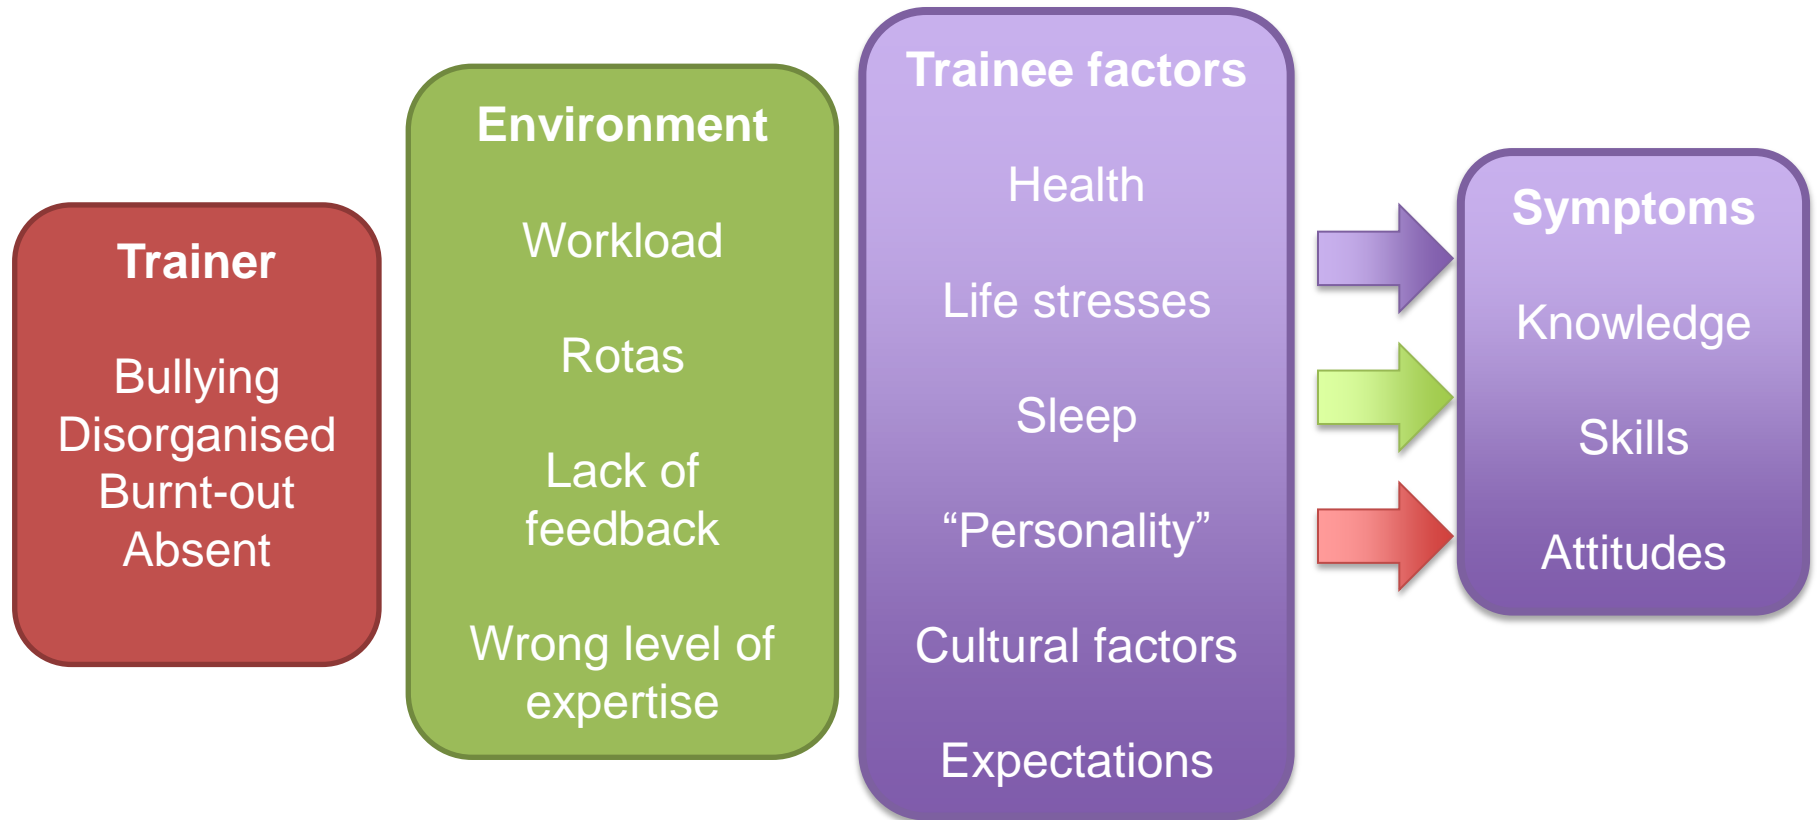 Trainer
Bullying
Disorganised
Burnt-out
Absent
Environment
Workload
Rotas
Lack of
feedback
Wrong level of
expertise
Trainee factors
Health
Life stresses
Sleep
“Personality”
Cultural factors
Expectations
Symptoms
Knowledge
Skills
Attitudes